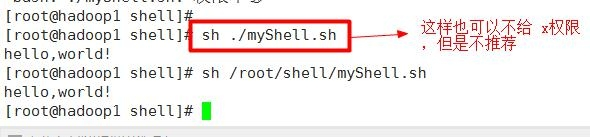 [root@hadoop1 shell]#
[root@hadoop1 shell]# sh ./myShell.sh
这样也可以不给 x权限
，但是不推荐
hello,world!
[root@hadoop1 shell]# sh /root/shell/myShell.sh
hello,world!
[root@hadoop1 shell]#